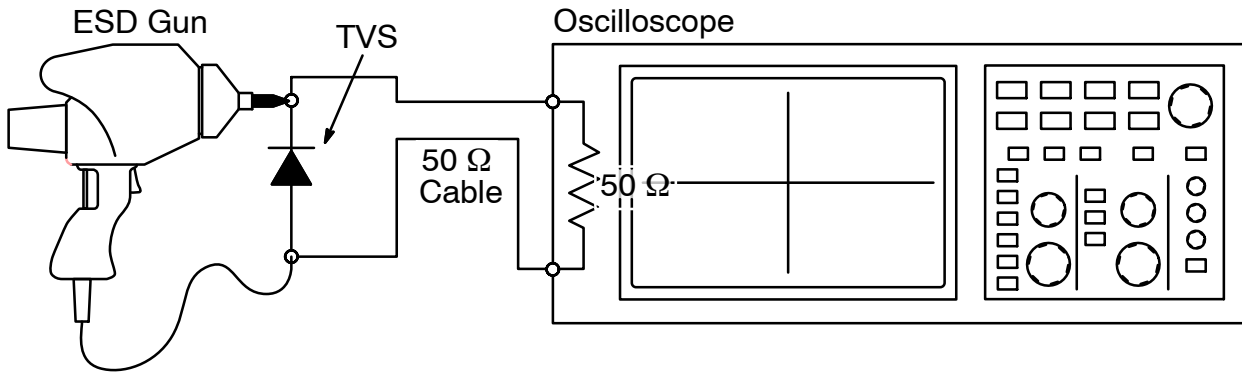 ESD Gun
TVS
Oscilloscope
50 Ω
Cable
50 Ω